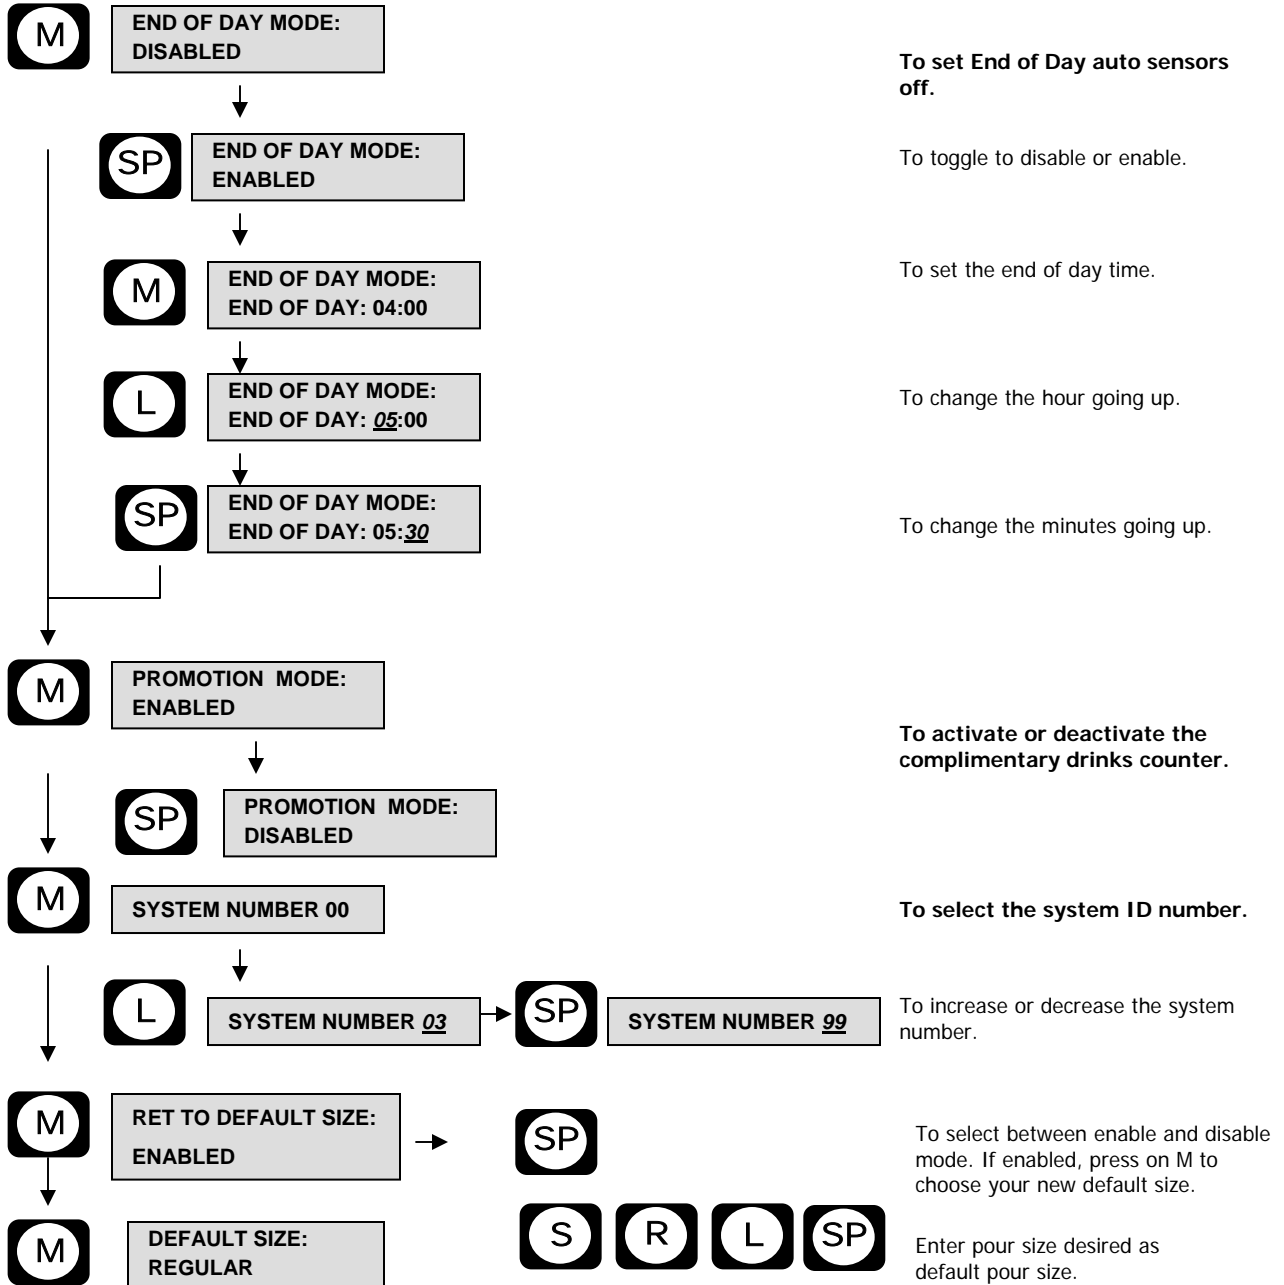 M
END OF DAY MODE:
DISABLED
To set End of Day auto sensors
off.
SP
END OF DAY MODE:
ENABLED
To toggle to disable or enable.
M
END OF DAY MODE:
END OF DAY: 04:00
To set the end of day time.
L
END OF DAY MODE:
END OF DAY: 05:00
To change the hour going up.
SP
END OF DAY MODE:
END OF DAY: 05:30
To change the minutes going up.
M
PROMOTION MODE:
ENABLED
To activate or deactivate the
complimentary drinks counter.
SP
PROMOTION MODE:
DISABLED
M
SYSTEM NUMBER 00
To select the system ID number.
L
SYSTEM NUMBER 03
SP
SYSTEM NUMBER 99
To increase or decrease the system
number.
M
RET TO DEFAULT SIZE:
ENABLED
SP
To select between enable and disable
mode. If enabled, press on M to
choose your new default size.
M
DEFAULT SIZE:
REGULAR
S R L SP
Enter pour size desired as
default pour size.